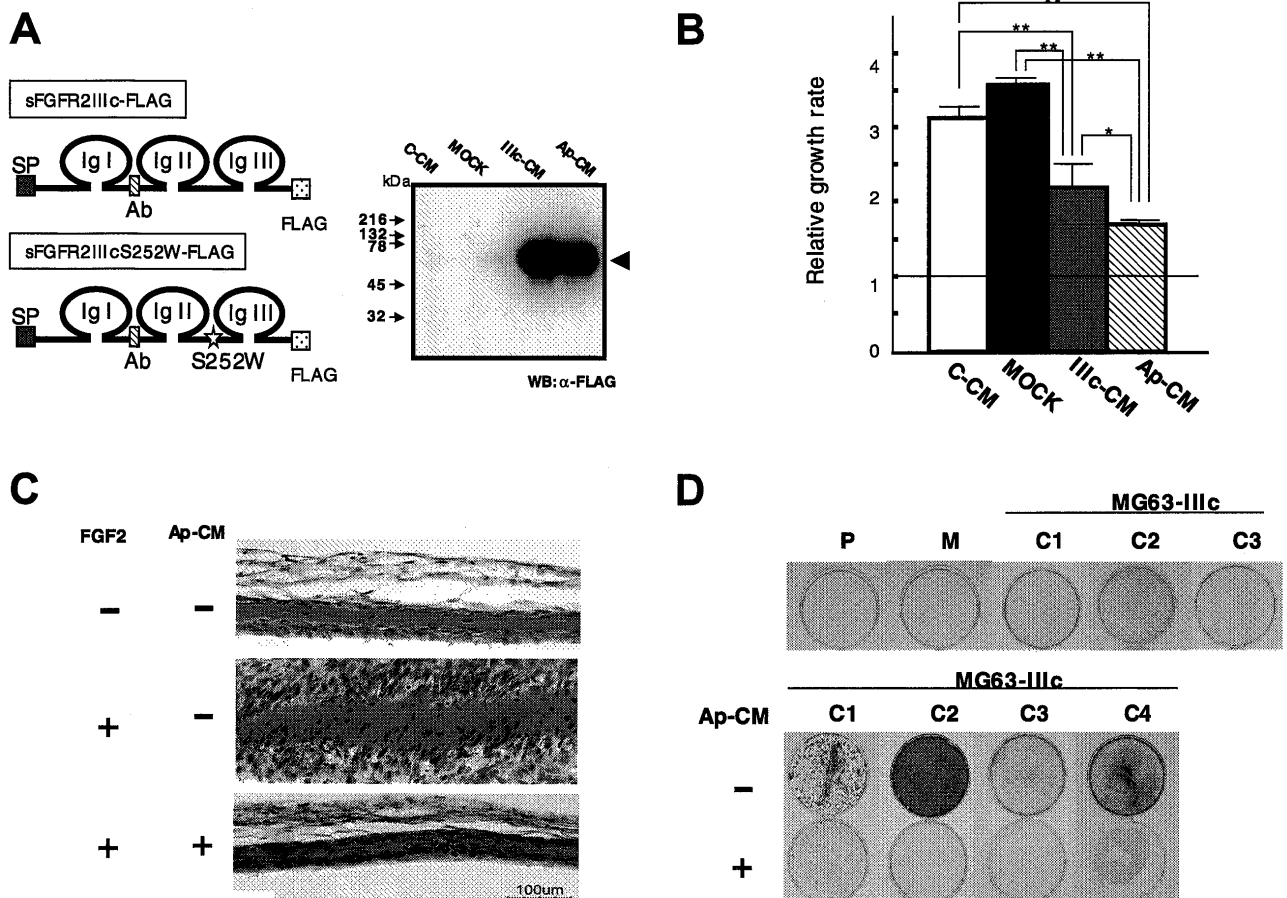 A
sFGFR2IIIc-FLAG
SP
Ig I
Ig II
Ig III
Ab
FLAG
sFGFR2IIIcS252W-FLAG
SP
Ig I
Ig II
Ig III
Ab
S252W
FLAG
C-CM
MOCK
IIIc-CM
Ap-CM
kDa
216
132
78
45
32
WB: α-FLAG
B
Relative growth rate
4
3
2
1
0
**
**
**
*
C-CM
MOCK
IIIc-CM
Ap-CM
C
FGF2 Ap-CM
- -
+ -
+ +
100um
D
MG63-IIIc
P M C1 C2 C3
MG63-IIIc
Ap-CM C1 C2 C3 C4
-
+